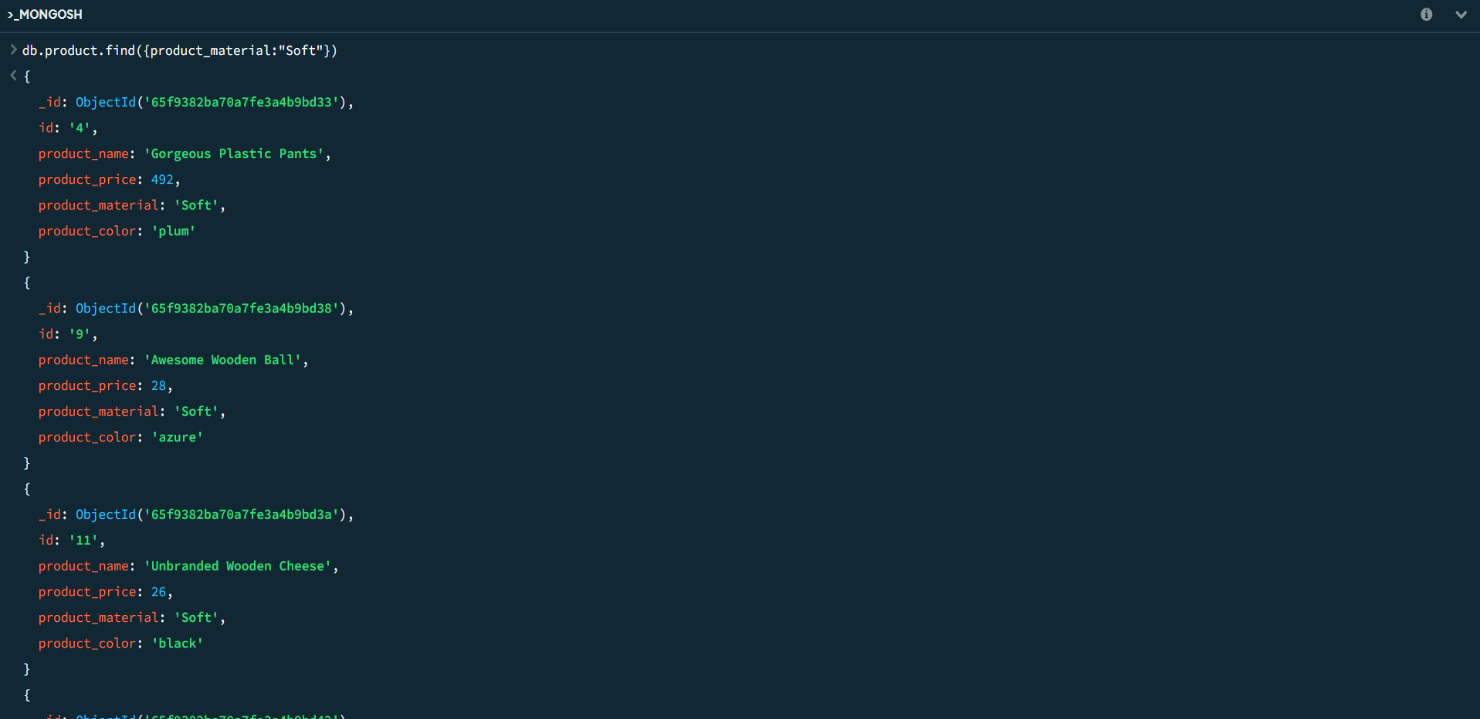 >_MONGOSH
> db.product.find({product_material:"Soft"})
< {
_id: ObjectId('65f9382ba70a7fe3a4b9bd33'),
id: '4',
product_name: 'Gorgeous Plastic Pants',
product_price: 492,
product_material: 'Soft',
product_color: 'plum'
}
{
_id: ObjectId('65f9382ba70a7fe3a4b9bd38'),
id: '9',
product_name: 'Awesome Wooden Ball',
product_price: 28,
product_material: 'Soft',
product_color: 'azure'
}
{
_id: ObjectId('65f9382ba70a7fe3a4b9bd3a'),
id: '11',
product_name: 'Unbranded Wooden Cheese',
product_price: 26,
product_material: 'Soft',
product_color: 'black'
}
{